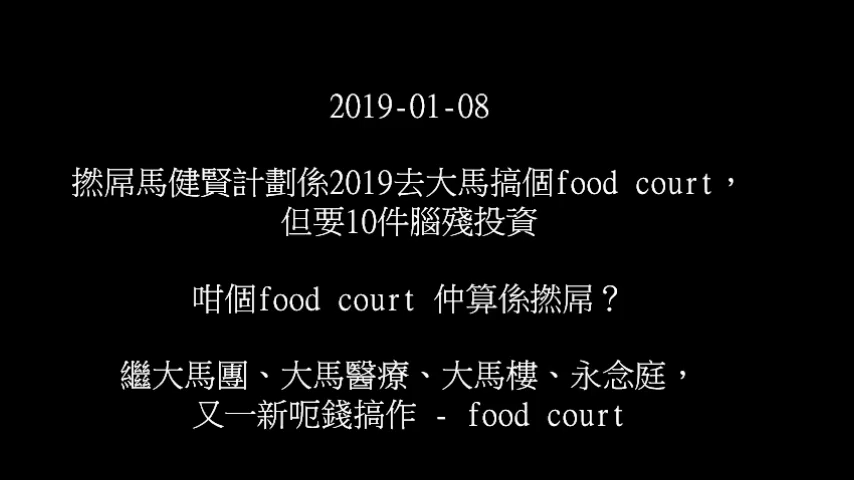 2019-01-08
撚屌馬健賢計劃係2019去大馬搞個food court，
但要10件腦殘投資
咁個food court 仲算係撚屌？
繼大馬團、大馬醫療、大馬樓、永念庭，
又一新呃錢搞作 - food court